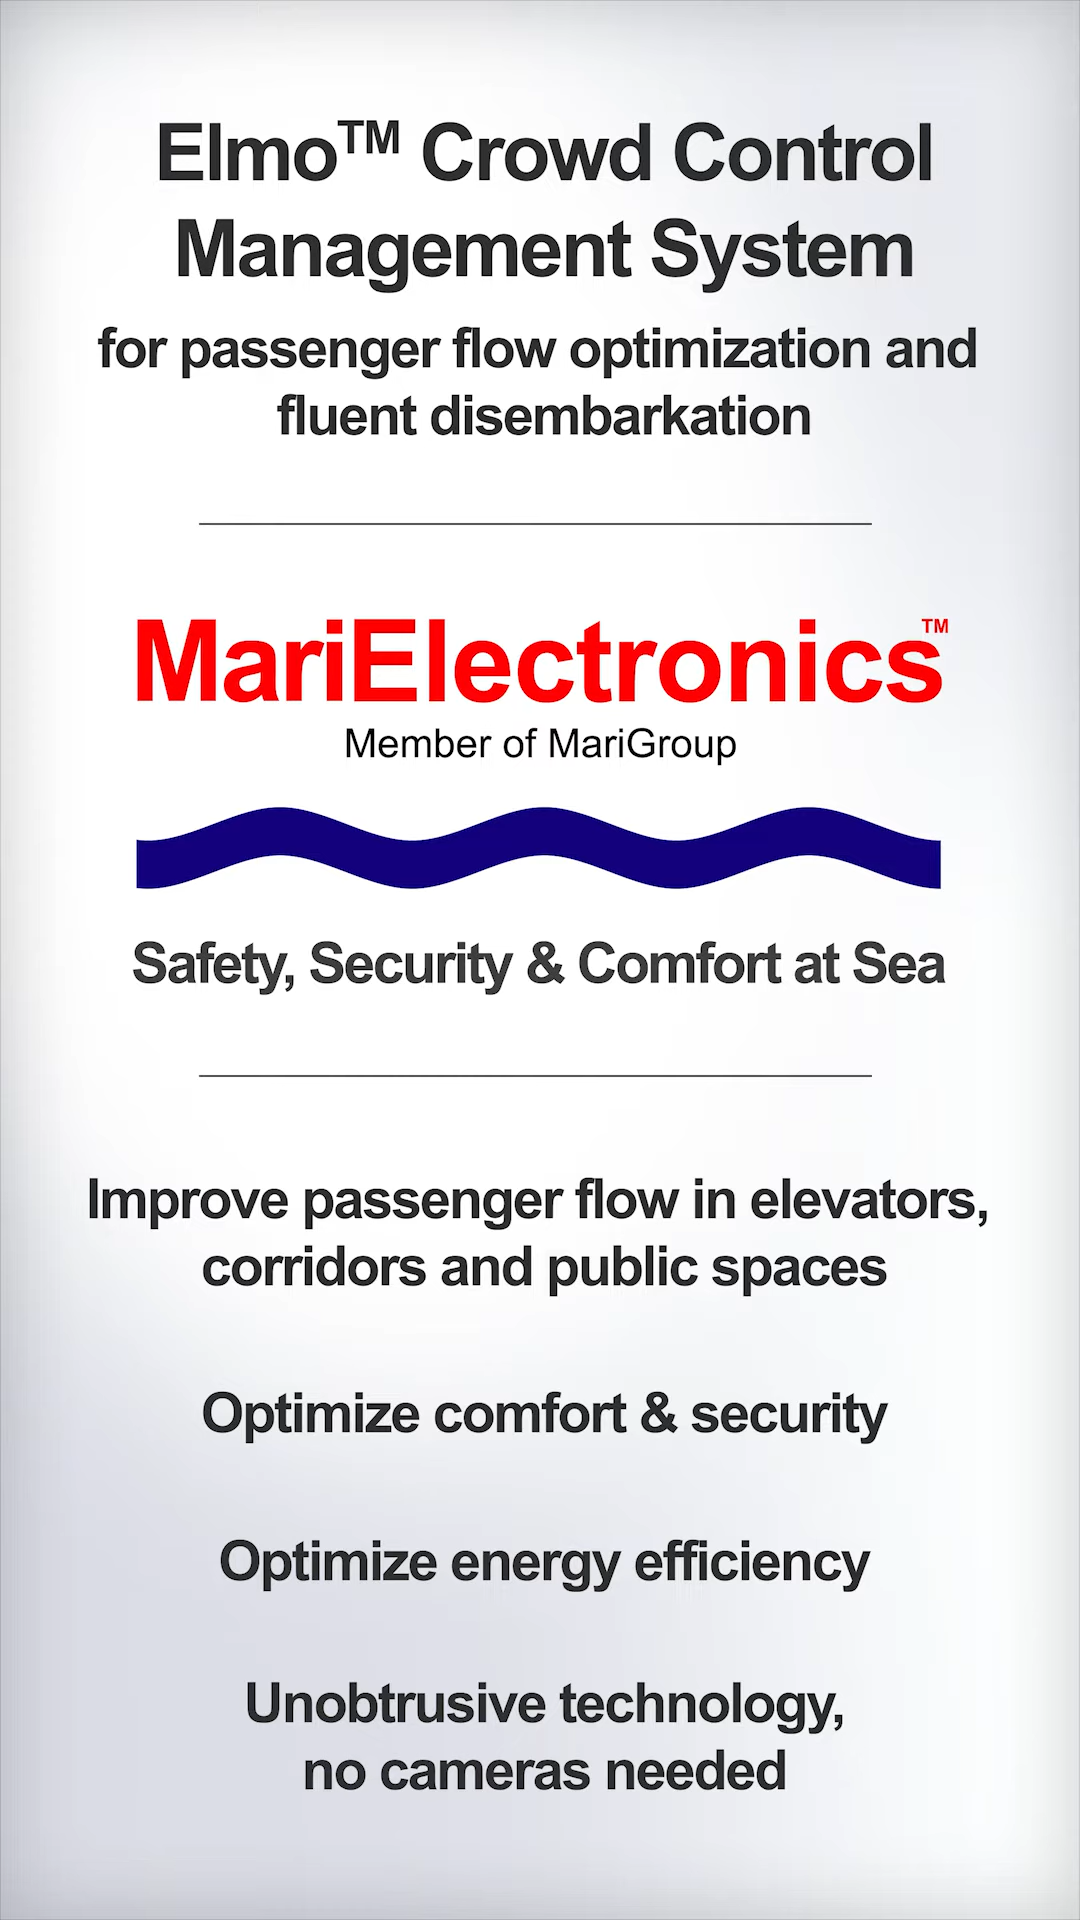 Elmo™ Crowd Control
Management System
for passenger flow optimization and
fluent disembarkation
MariElectronics™
Member of MariGroup
Safety, Security & Comfort at Sea
Improve passenger flow in elevators,
corridors and public spaces
Optimize comfort & security
Optimize energy efficiency
Unobtrusive technology,
no cameras needed